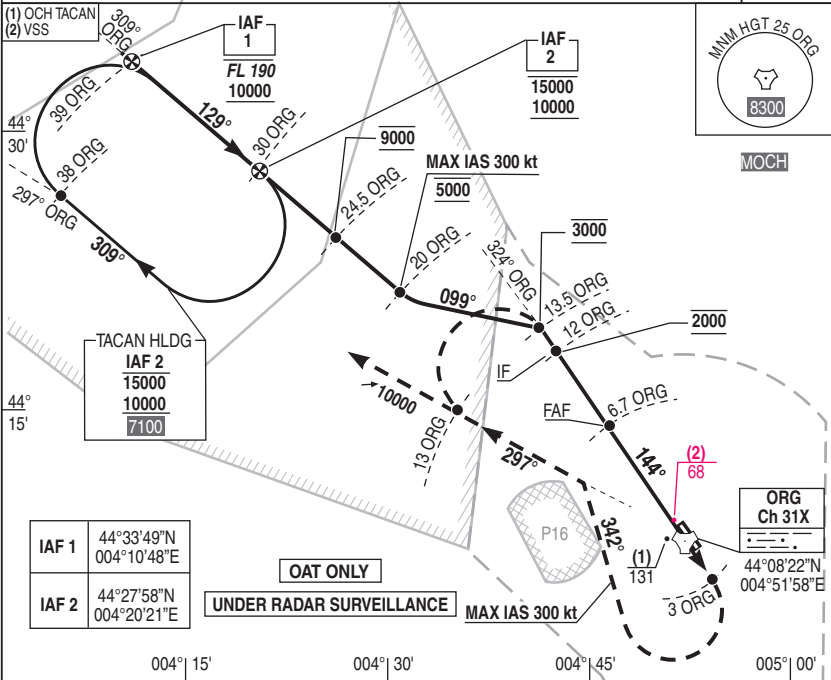 (1) OCH TACAN
(2) VSS
309°
ORG
IAF
1
FL 190
10000
IAF
2
15000
10000
MNM HGT 25 ORG
8300
MOCH
39 ORG
129°
30 ORG
44°
30'
38 ORG
297° ORG
309°
9000
24.5 ORG
MAX IAS 300 kt
5000
20 ORG
099°
324° ORG
3000
13.5 ORG
12 ORG
2000
IF
TACAN HLDG
IAF 2
15000
10000
7100
10000
44°
15'
13 ORG
297°
FAF
6.7 ORG
144°
(2)
68
P16
342°
ORG
Ch 31X
44°08'22"N
004°51'58"E
(1)
131
3 ORG
IAF 1
44°33'49"N
004°10'48"E
IAF 2
44°27'58"N
004°20'21"E
OAT ONLY
UNDER RADAR SURVEILLANCE
MAX IAS 300 kt
004° 15'
004° 30'
004° 45'
005° 00'